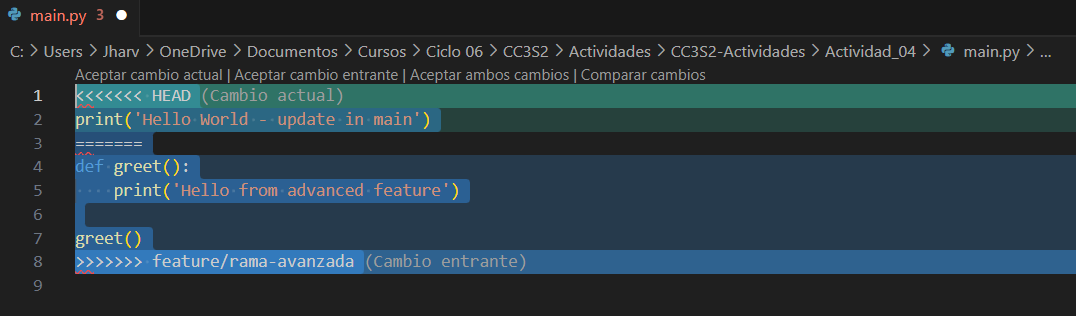 main.py 3
C: > Users > Jharv > OneDrive > Documentos > Cursos > Ciclo 06 > CC3S2 > Actividades > CC3S2-Actividades > Actividad_04 > main.py > ...
Aceptar cambio actual | Aceptar cambio entrante | Aceptar ambos cambios | Comparar cambios
1 <<<<<<< HEAD (Cambio actual)
2 print('Hello World - update in main')
3 =======
4 def greet():
5     print('Hello from advanced feature')
6
7 greet()
8 >>>>>>> feature/rama-avanzada (Cambio entrante)
9